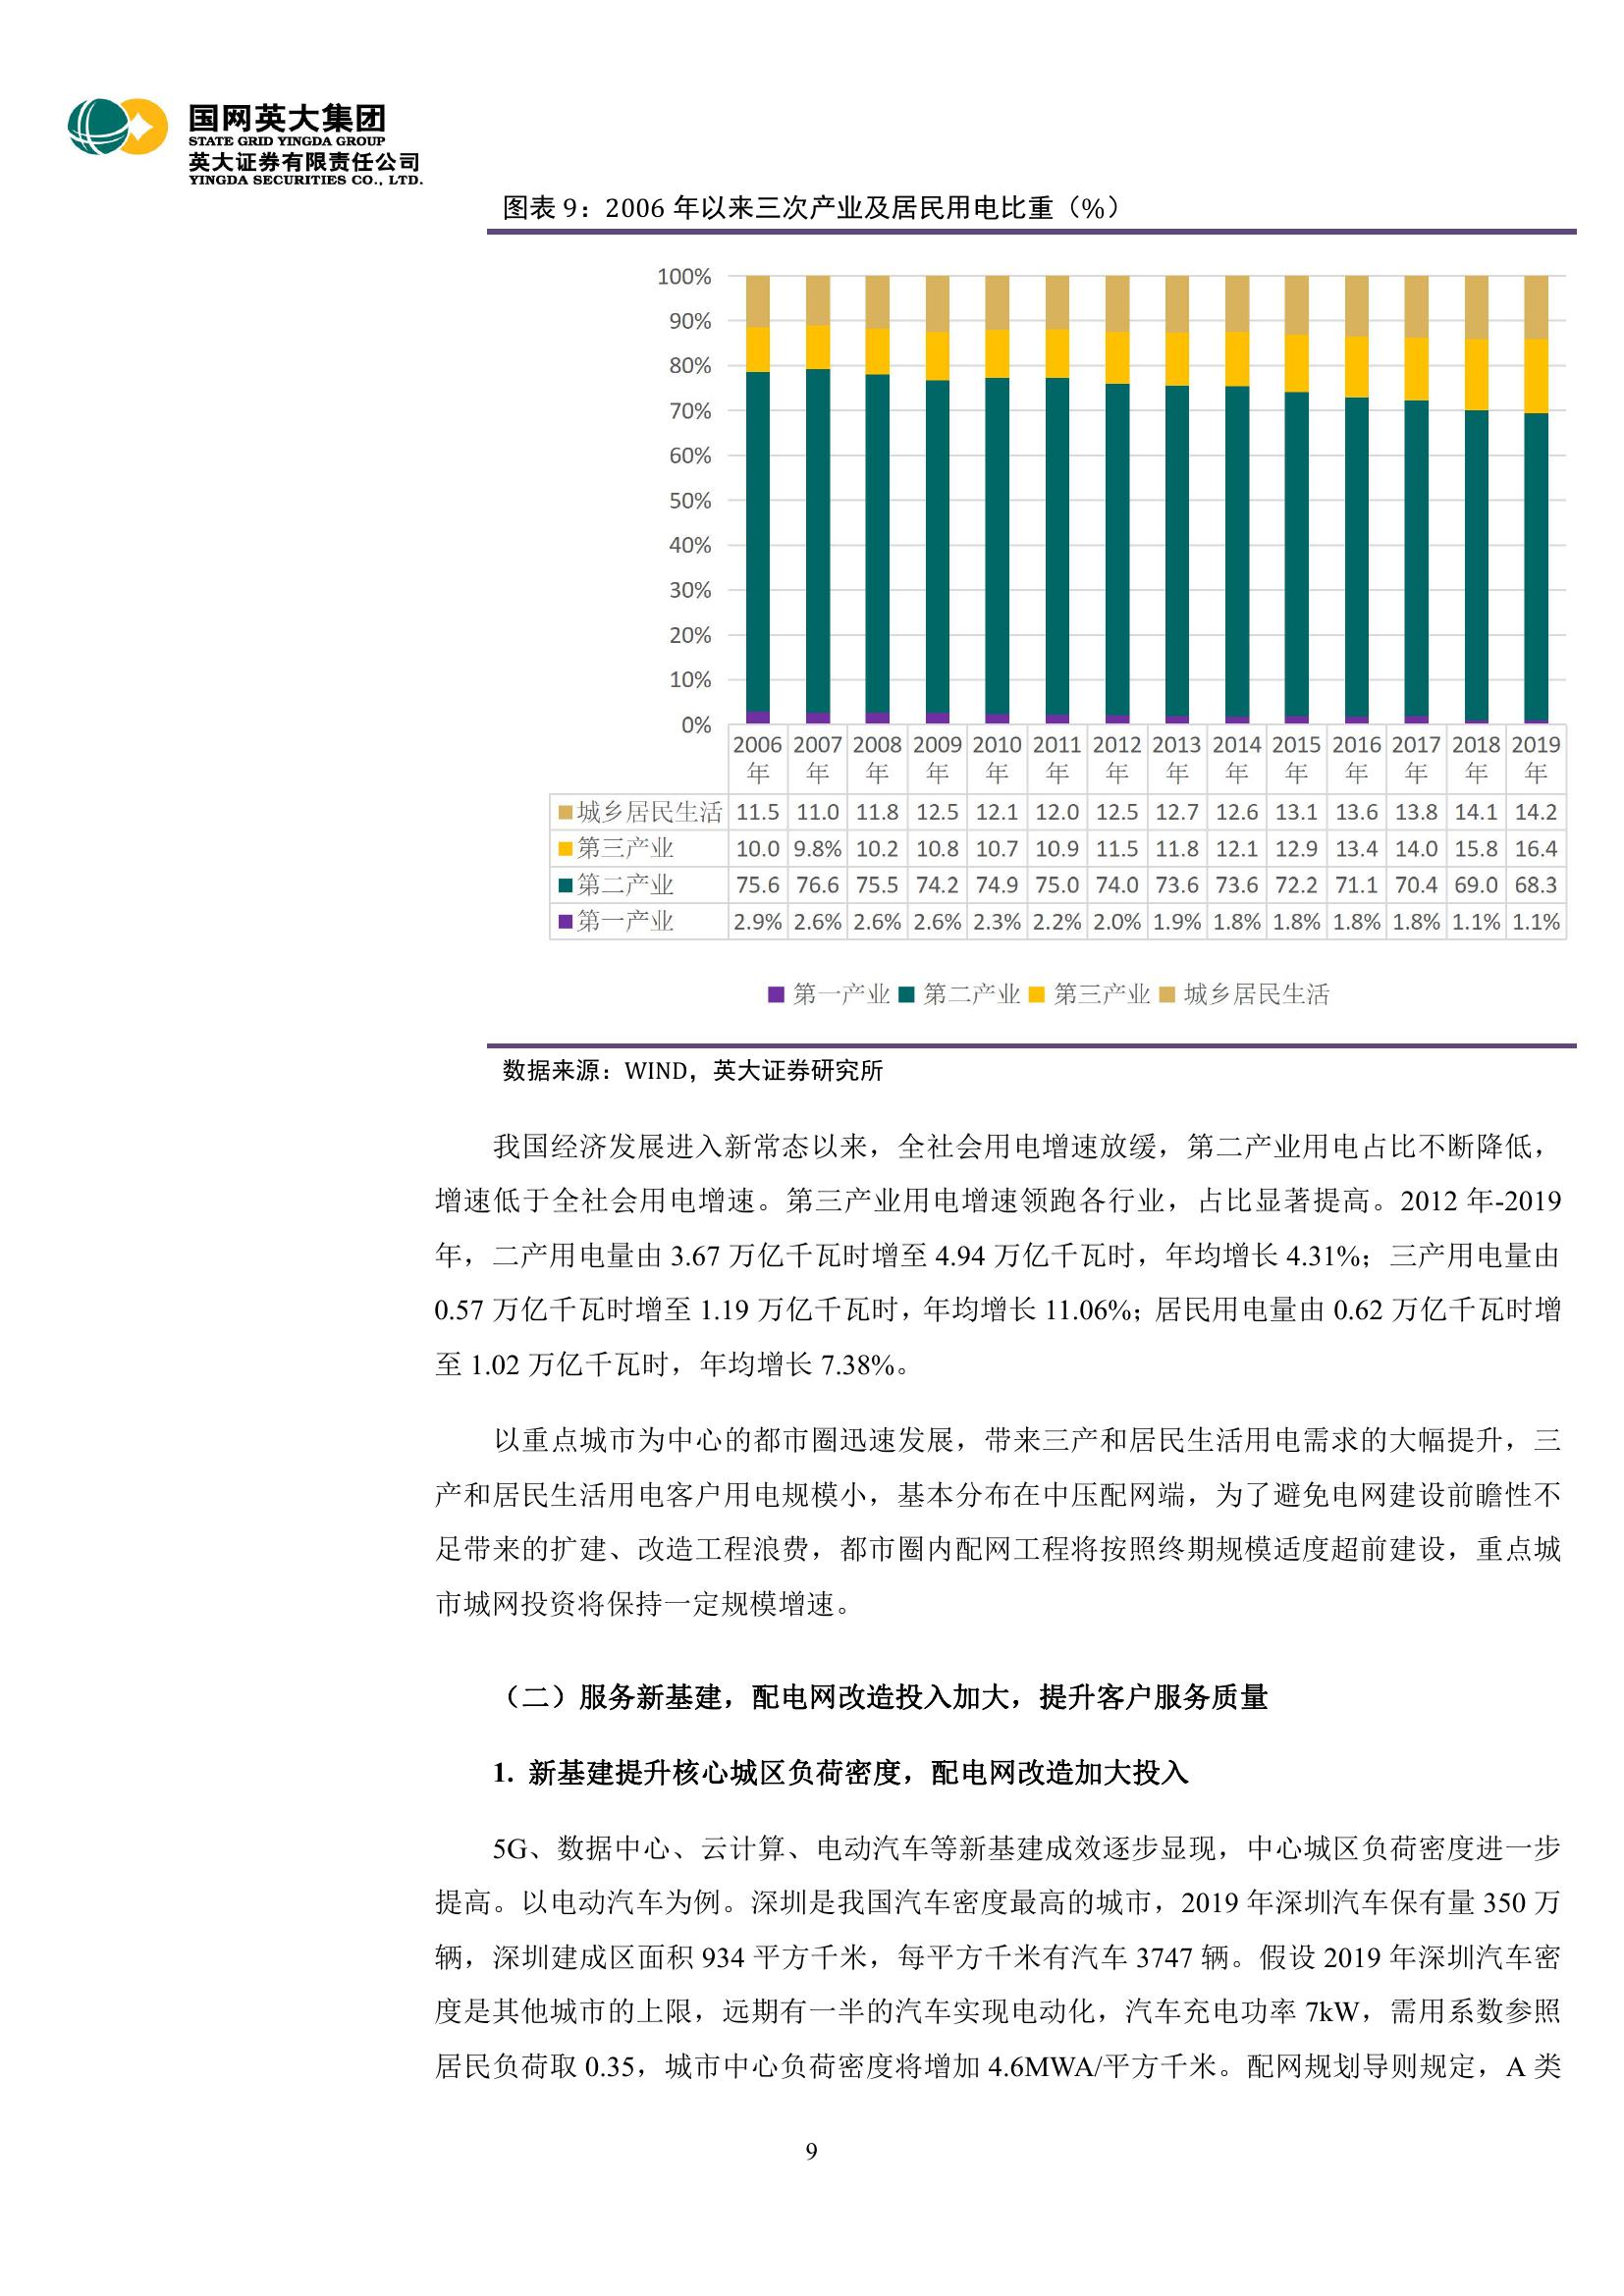 国网英大集团
STATE GRID YINGDA GROUP
英大证券有限责任公司
YINGDA SECURITIES CO., LTD.
图表 9：2006 年以来三次产业及居民用电比重（%）
100%
90%
80%
70%
60%
50%
40%
30%
20%
10%
0%
2006年 2007年 2008年 2009年 2010年 2011年 2012年 2013年 2014年 2015年 2016年 2017年 2018年 2019年
城乡居民生活 11.5 11.0 11.8 12.5 12.1 12.0 12.5 12.7 12.6 13.1 13.6 13.8 14.1 14.2
第三产业 10.0 9.8% 10.2 10.8 10.7 10.9 11.5 11.8 12.1 12.9 13.4 14.0 15.8 16.4
第二产业 75.6 76.6 75.5 74.2 74.9 75.0 74.0 73.6 73.6 72.2 71.1 70.4 69.0 68.3
第一产业 2.9% 2.6% 2.6% 2.6% 2.3% 2.2% 2.0% 1.9% 1.8% 1.8% 1.8% 1.8% 1.1% 1.1%
第一产业 第二产业 第三产业 城乡居民生活
数据来源：WIND，英大证券研究所
我国经济发展进入新常态以来，全社会用电增速放缓，第二产业用电占比不断降低，
增速低于全社会用电增速。第三产业用电增速领跑各行业，占比显著提高。2012 年-2019
年，二产用电量由 3.67 万亿千瓦时增至 4.94 万亿千瓦时，年均增长 4.31%；三产用电量由
0.57 万亿千瓦时增至 1.19 万亿千瓦时，年均增长 11.06%；居民用电量由 0.62 万亿千瓦时增
至 1.02 万亿千瓦时，年均增长 7.38%。
以重点城市为中心的都市圈迅速发展，带来三产和居民生活用电需求的大幅提升，三
产和居民生活用电客户用电规模小，基本分布在中压配网端，为了避免电网建设前瞻性不
足带来的扩建、改造工程浪费，都市圈内配网工程将按照终期规模适度超前建设，重点城
市城网投资将保持一定规模增速。
（二）服务新基建，配电网改造投入加大，提升客户服务质量
1. 新基建提升核心城区负荷密度，配电网改造加大投入
5G、数据中心、云计算、电动汽车等新基建成效逐步显现，中心城区负荷密度进一步
提高。以电动汽车为例。深圳是我国汽车密度最高的城市，2019 年深圳汽车保有量 350 万
辆，深圳建成区面积 934 平方千米，每平方千米有汽车 3747 辆。假设 2019 年深圳汽车密
度是其他城市的上限，远期有一半的汽车实现电动化，汽车充电功率 7kW，需用系数参照
居民负荷取 0.35，城市中心负荷密度将增加 4.6MWA/平方千米。配网规划导则规定，A 类
9